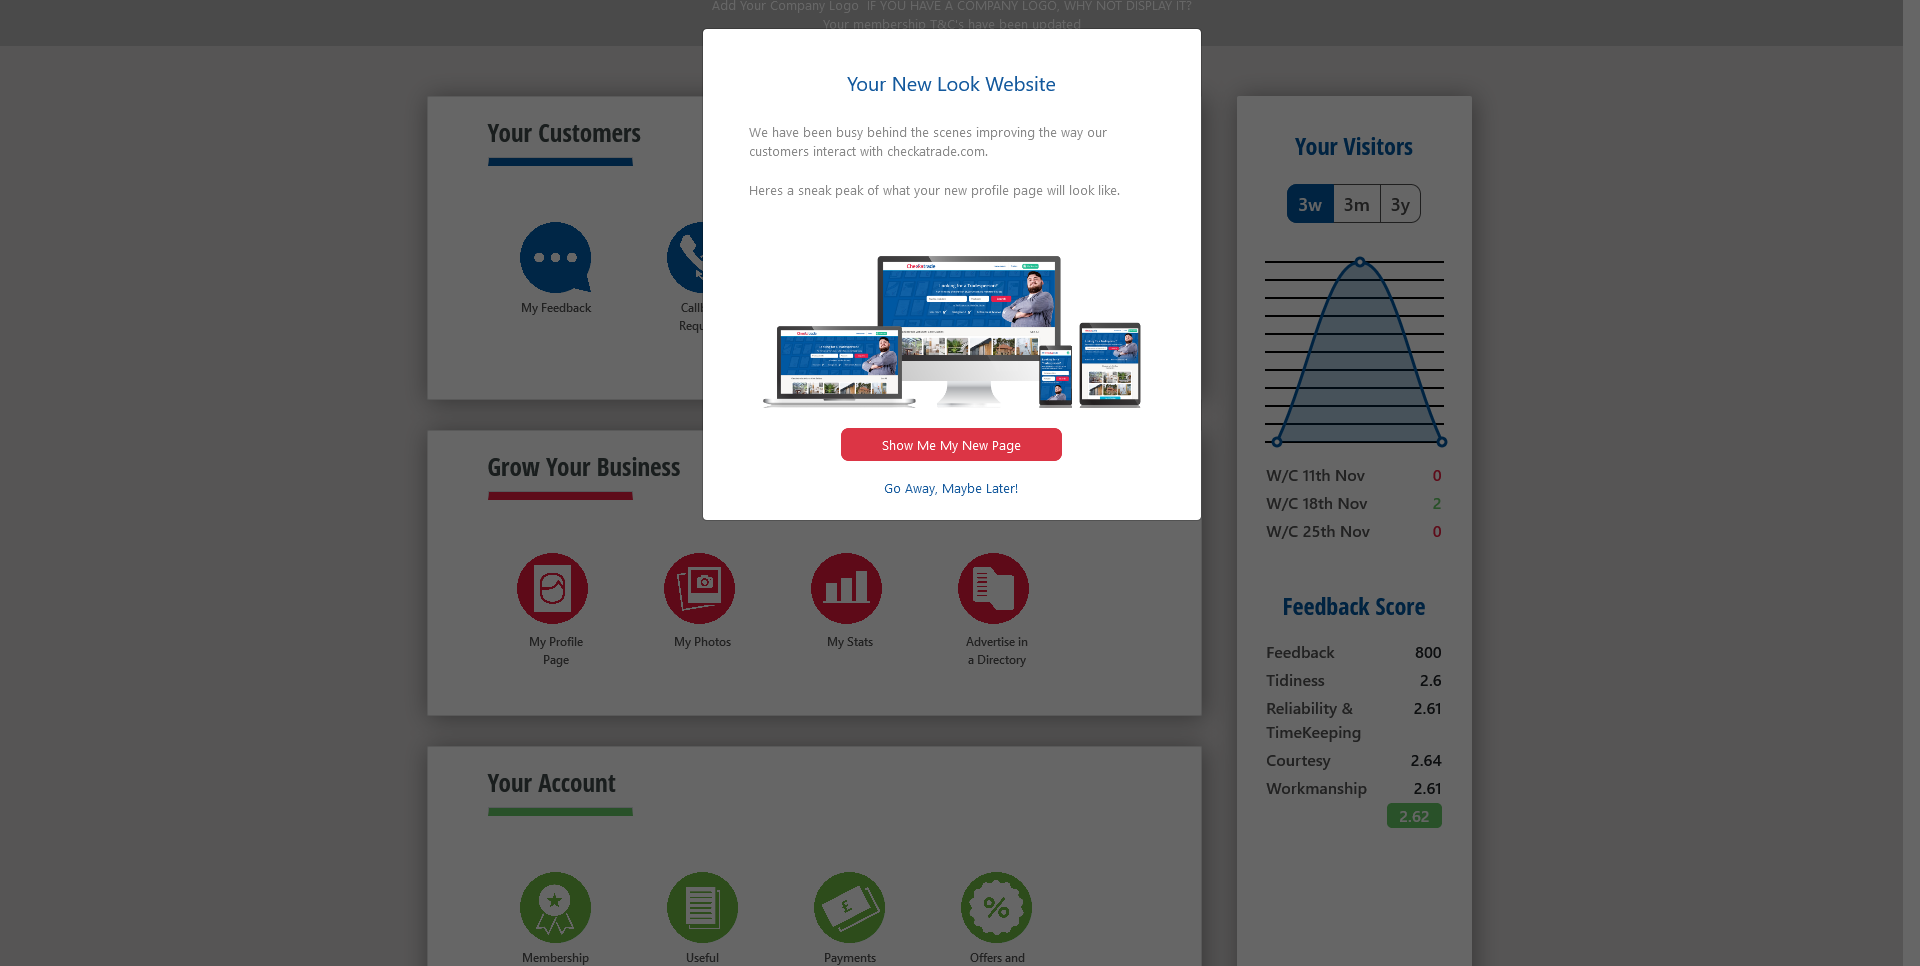 Add Your Company Logo  IF YOU HAVE A COMPANY LOGO, WHY NOT DISPLAY IT?
Your membership T&C's have been updated
Your New Look Website
We have been busy behind the scenes improving the way our
customers interact with checkatrade.com.
Heres a sneak peak of what your new profile page will look like.
Checkatrade
Looking for a Tradesperson?
Show Me My New Page
Go Away, Maybe Later!
Your Customers
My Feedback
Grow Your Business
My Profile
Page
My Photos
My Stats
Advertise in
a Directory
Your Account
Membership
Useful
Payments
Offers and
Your Visitors
3w 3m 3y
W/C 11th Nov 0
W/C 18th Nov 2
W/C 25th Nov 0
Feedback Score
Feedback 800
Tidiness 2.6
Reliability & 2.61
TimeKeeping
Courtesy 2.64
Workmanship 2.61
2.62